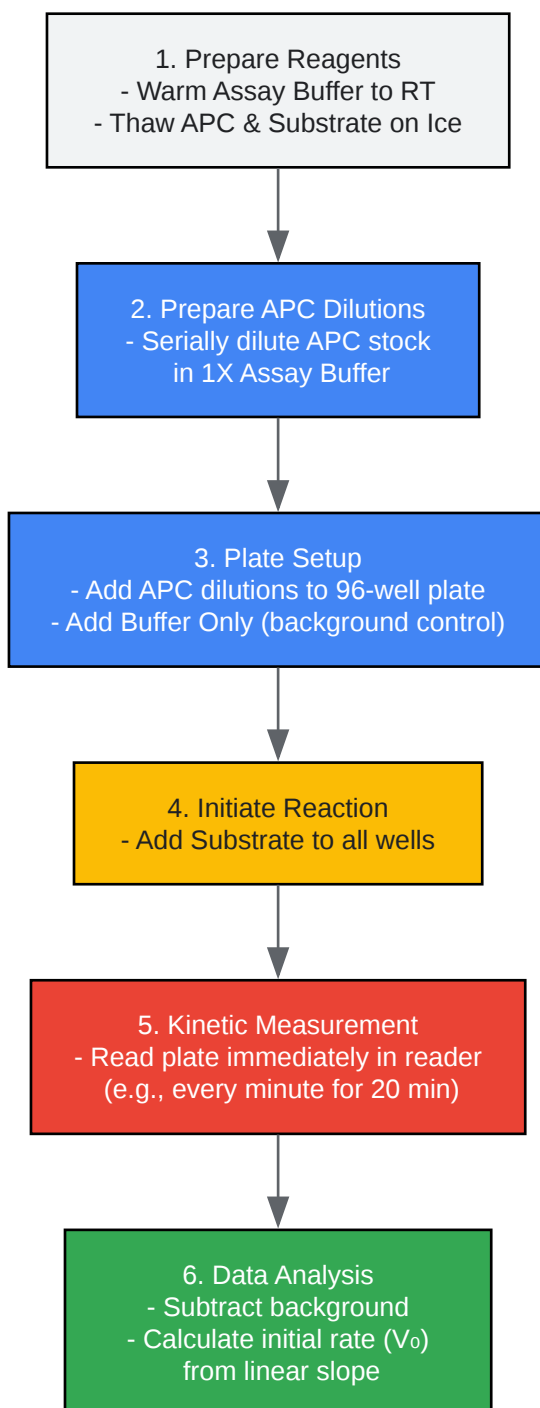 1. Prepare Reagents
- Warm Assay Buffer to RT
- Thaw APC & Substrate on Ice
2. Prepare APC Dilutions
- Serially dilute APC stock
in 1X Assay Buffer
3. Plate Setup
- Add APC dilutions to 96-well plate
- Add Buffer Only (background control)
4. Initiate Reaction
- Add Substrate to all wells
5. Kinetic Measurement
- Read plate immediately in reader
(e.g., every minute for 20 min)
6. Data Analysis
- Subtract background
- Calculate initial rate (V₀)
from linear slope